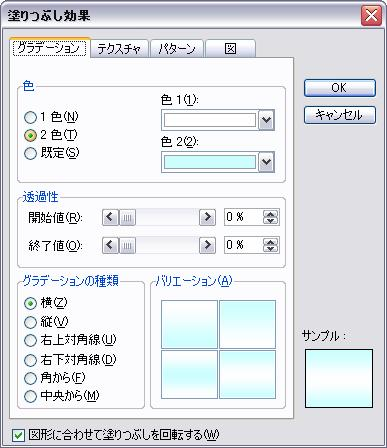 塗りつぶし効果
グラデーション テクスチャ パターン 図
色
1 色(N)
2 色(T)
既定(S)
色 1(1):
色 2(2):
OK
キャンセル
透過性
開始値(R): 0 %
終了値(O): 0 %
グラデーションの種類
横(Z)
縦(V)
右上対角線(U)
右下対角線(D)
角から(F)
中央から(M)
バリエーション(A)
サンプル:
図形に合わせて塗りつぶしを回転する(W)